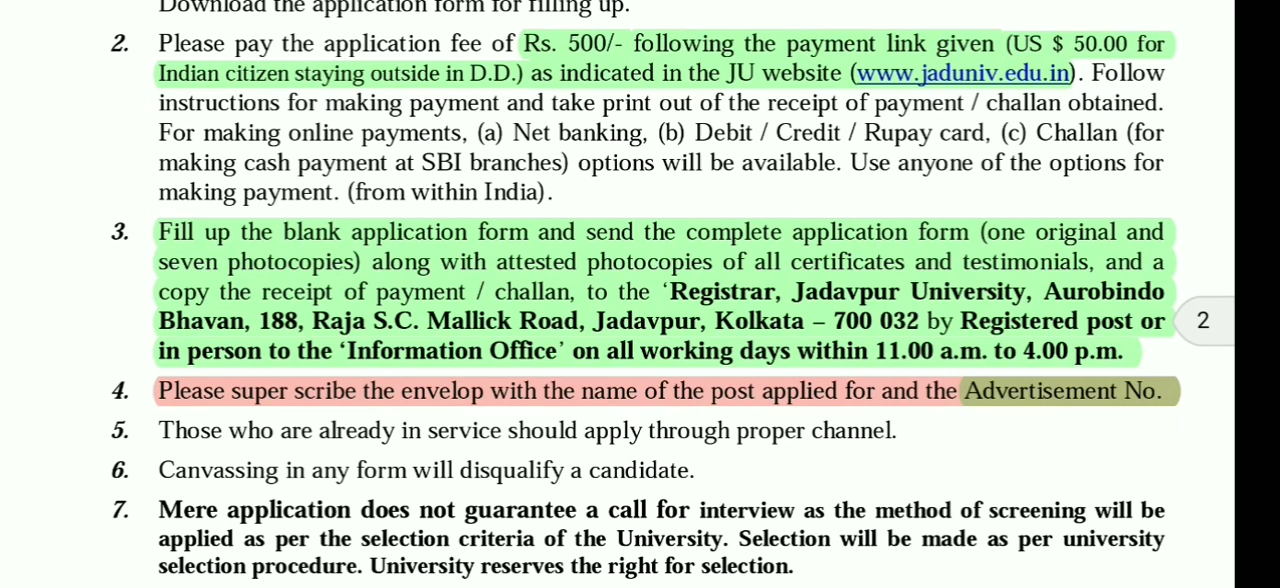 Download the application form for filling up.
2. Please pay the application fee of Rs. 500/- following the payment link given (US $ 50.00 for
Indian citizen staying outside in D.D.) as indicated in the JU website (www.jaduniv.edu.in). Follow
instructions for making payment and take print out of the receipt of payment / challan obtained.
For making online payments, (a) Net banking, (b) Debit / Credit / Rupay card, (c) Challan (for
making cash payment at SBI branches) options will be available. Use anyone of the options for
making payment. (from within India).
3. Fill up the blank application form and send the complete application form (one original and
seven photocopies) along with attested photocopies of all certificates and testimonials, and a
copy the receipt of payment / challan, to the ‘Registrar, Jadavpur University, Aurobindo
Bhavan, 188, Raja S.C. Mallick Road, Jadavpur, Kolkata – 700 032 by Registered post or
in person to the ‘Information Office’ on all working days within 11.00 a.m. to 4.00 p.m.
2
4. Please super scribe the envelop with the name of the post applied for and the Advertisement No.
5. Those who are already in service should apply through proper channel.
6. Canvassing in any form will disqualify a candidate.
7. Mere application does not guarantee a call for interview as the method of screening will be
applied as per the selection criteria of the University. Selection will be made as per university
selection procedure. University reserves the right for selection.